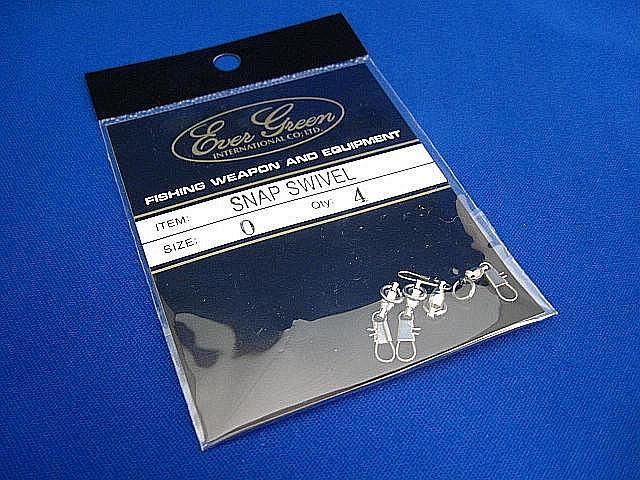 Ever Green
INTERNATIONAL CO; LTD.
FISHING WEAPON AND EQUIPMENT
ITEM: SNAP SWIVEL
SIZE: 0 Qty: 4